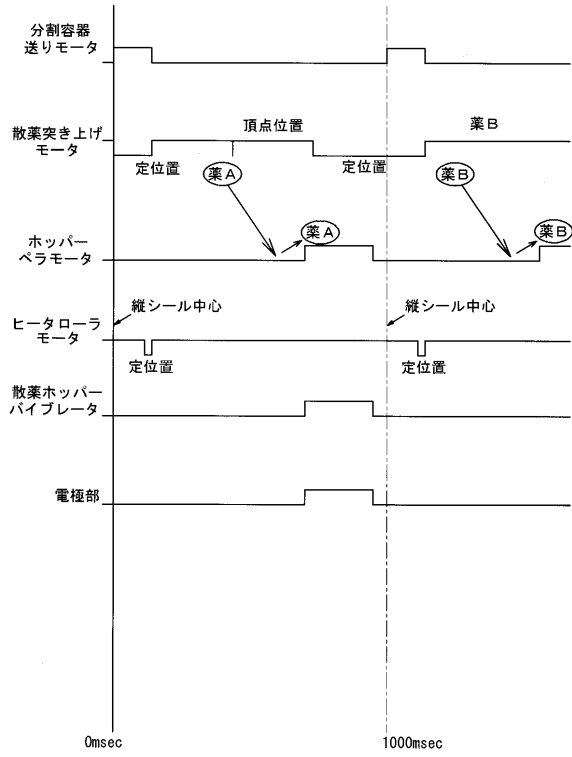 分割容器
送りモータ
頂点位置
薬B
散薬突き上げ
モータ
定位置
定位置
薬A
薬B
薬A
薬B
ホッパー
ペラモータ
縦シール中心
縦シール中心
ヒータローラ
モータ
定位置
定位置
散薬ホッパー
バイブレータ
電極部
0msec
1000msec